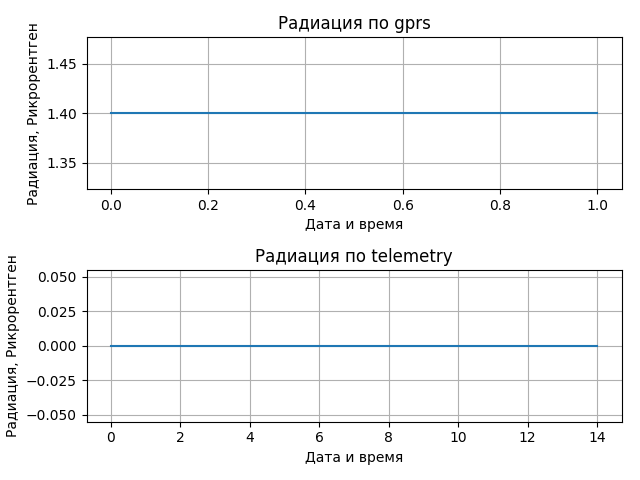 Радиация по gprs
Радиация, Рикрорентген
1.45
1.40
1.35
0.0 0.2 0.4 0.6 0.8 1.0
Дата и время
Радиация по telemetry
Радиация, Рикрорентген
0.050
0.025
0.000
−0.025
−0.050
0 2 4 6 8 10 12 14
Дата и время